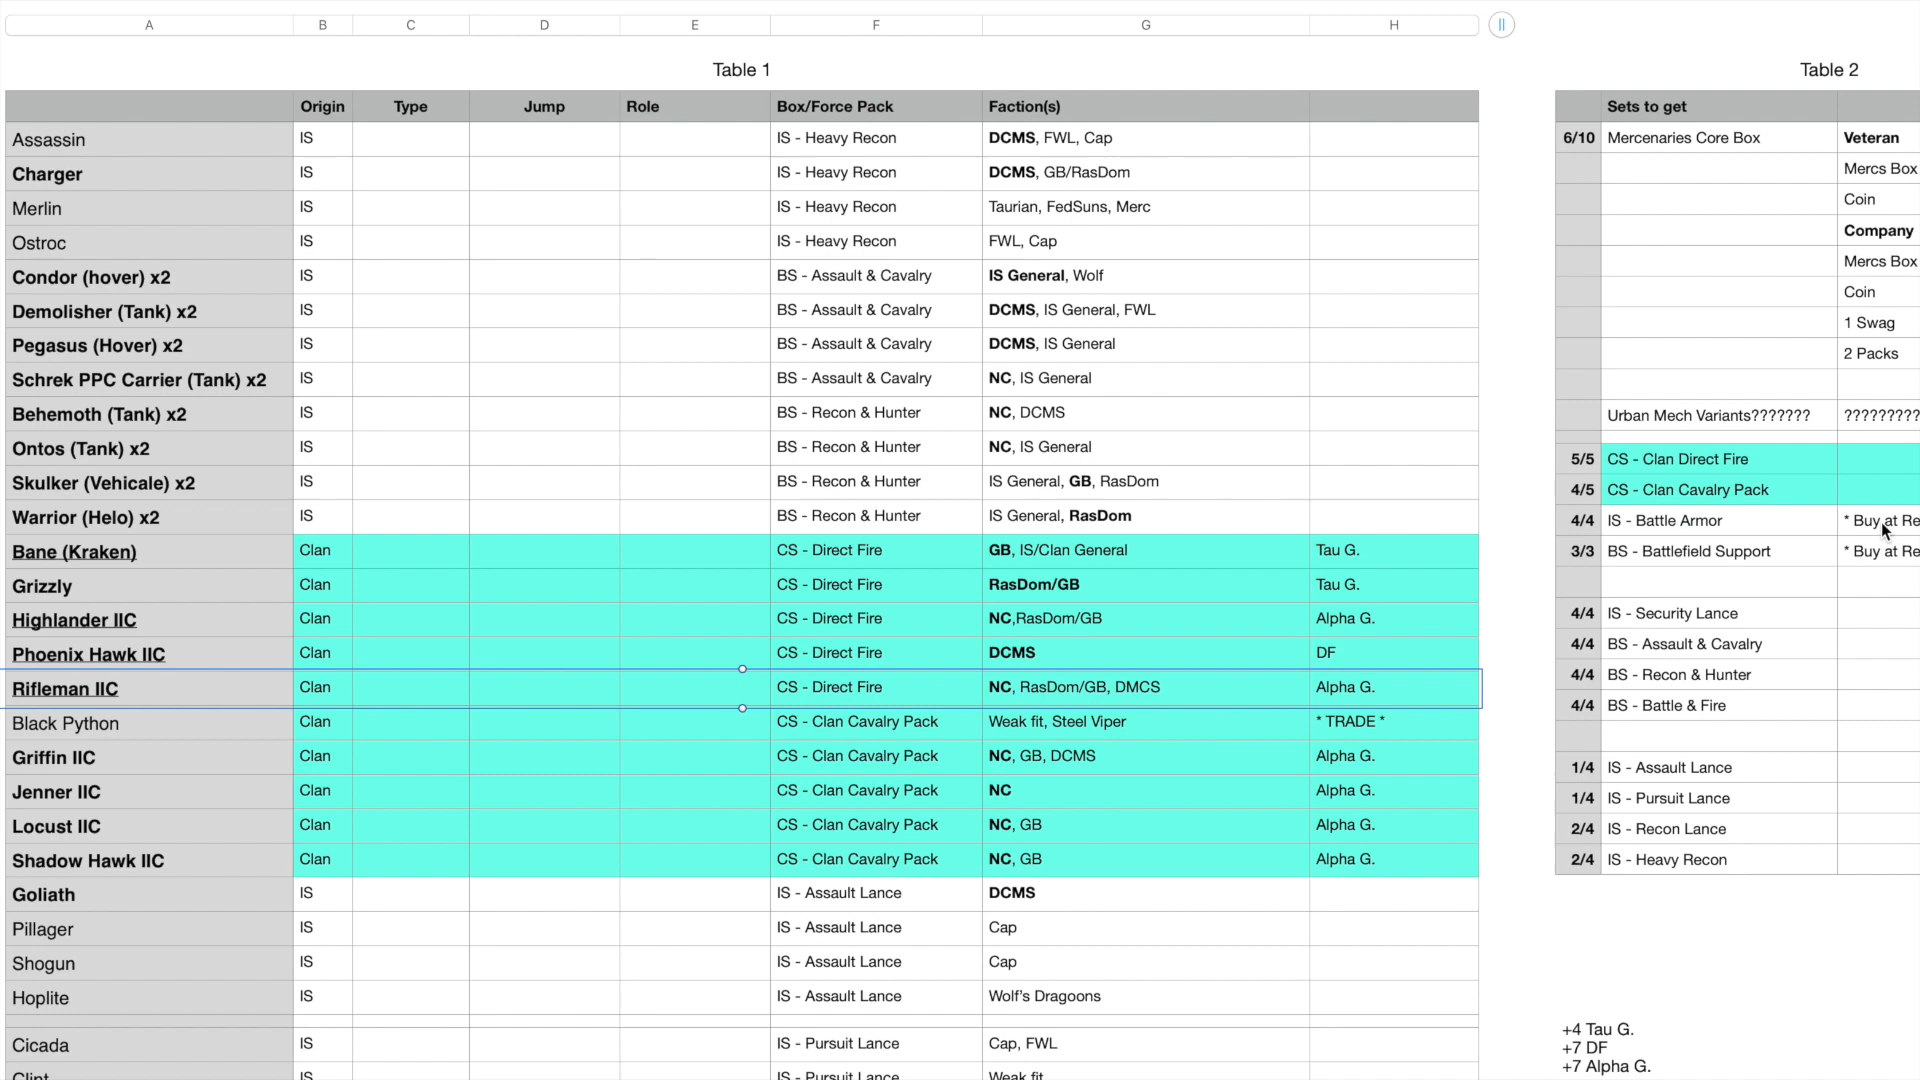 A B C D E F G H
Table 1
Origin Type Jump Role Box/Force Pack Faction(s)
Assassin IS IS - Heavy Recon DCMS, FWL, Cap
Charger IS IS - Heavy Recon DCMS, GB/RasDom
Merlin IS IS - Heavy Recon Taurian, FedSuns, Merc
Ostroc IS IS - Heavy Recon FWL, Cap
Condor (hover) x2 IS BS - Assault & Cavalry IS General, Wolf
Demolisher (Tank) x2 IS BS - Assault & Cavalry DCMS, IS General, FWL
Pegasus (Hover) x2 IS BS - Assault & Cavalry DCMS, IS General
Schrek PPC Carrier (Tank) x2 IS BS - Assault & Cavalry NC, IS General
Behemoth (Tank) x2 IS BS - Recon & Hunter NC, DCMS
Ontos (Tank) x2 IS BS - Recon & Hunter NC, IS General
Skulker (Vehicale) x2 IS BS - Recon & Hunter IS General, GB, RasDom
Warrior (Helo) x2 IS BS - Recon & Hunter IS General, RasDom
Bane (Kraken) Clan CS - Direct Fire GB, IS/Clan General Tau G.
Grizzly Clan CS - Direct Fire RasDom/GB Tau G.
Highlander IIC Clan CS - Direct Fire NC,RasDom/GB Alpha G.
Phoenix Hawk IIC Clan CS - Direct Fire DCMS DF
Rifleman IIC Clan CS - Direct Fire NC, RasDom/GB, DMCS Alpha G.
Black Python Clan CS - Clan Cavalry Pack Weak fit, Steel Viper * TRADE *
Griffin IIC Clan CS - Clan Cavalry Pack NC, GB, DCMS Alpha G.
Jenner IIC Clan CS - Clan Cavalry Pack NC Alpha G.
Locust IIC Clan CS - Clan Cavalry Pack NC, GB Alpha G.
Shadow Hawk IIC Clan CS - Clan Cavalry Pack NC, GB Alpha G.
Goliath IS IS - Assault Lance DCMS
Pillager IS IS - Assault Lance Cap
Shogun IS IS - Assault Lance Cap
Hoplite IS IS - Assault Lance Wolf's Dragoons
Cicada IS IS - Pursuit Lance Cap, FWL
Clint IS IS - Pursuit Lance Weak fit
Table 2
Sets to get
6/10 Mercenaries Core Box Veteran
Mercs Box
Coin
Company
Mercs Box
Coin
1 Swag
2 Packs
Urban Mech Variants??????? ?????????
5/5 CS - Clan Direct Fire
4/5 CS - Clan Cavalry Pack
4/4 IS - Battle Armor * Buy at Re
3/3 BS - Battlefield Support * Buy at Re
4/4 IS - Security Lance
4/4 BS - Assault & Cavalry
4/4 BS - Recon & Hunter
4/4 BS - Battle & Fire
1/4 IS - Assault Lance
1/4 IS - Pursuit Lance
2/4 IS - Recon Lance
2/4 IS - Heavy Recon
+4 Tau G.
+7 DF
+7 Alpha G.